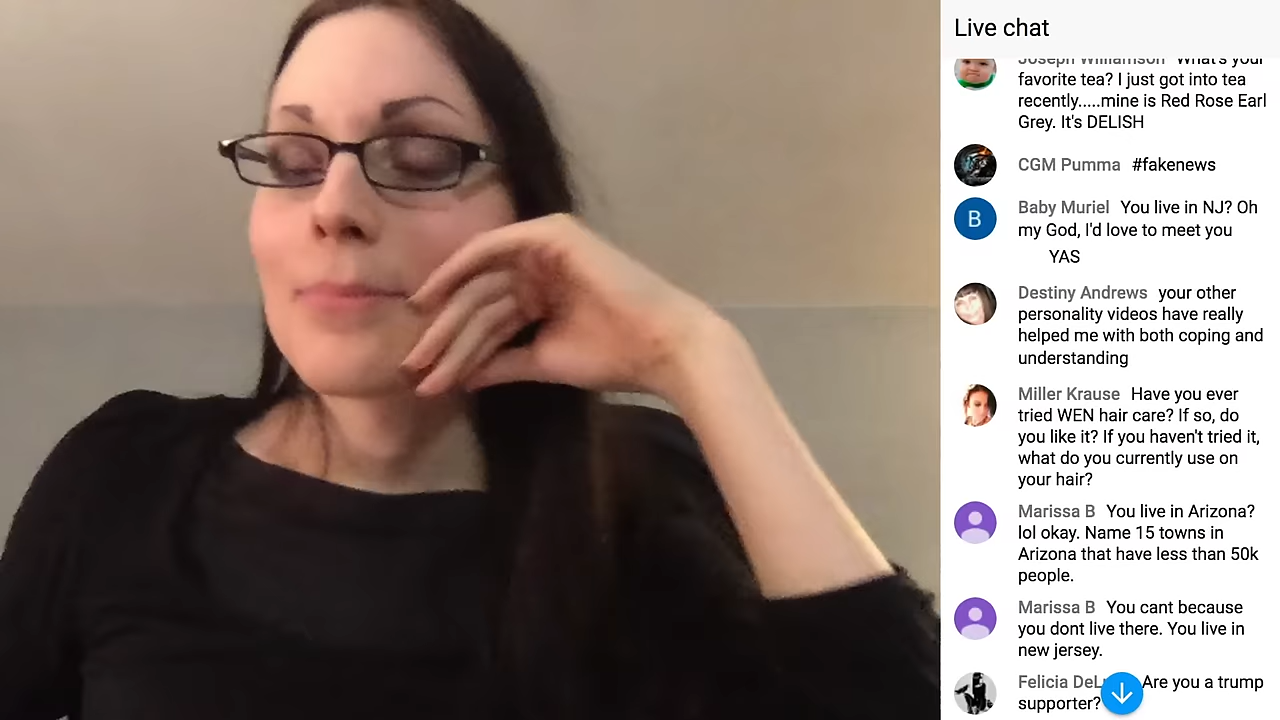 Live chat
Joseph Williamson What's your
favorite tea? I just got into tea
recently.....mine is Red Rose Earl
Grey. It's DELISH
CGM Pumma #fakenews
B
Baby Muriel You live in NJ? Oh
my God, I'd love to meet you
YAS
Destiny Andrews your other
personality videos have really
helped me with both coping and
understanding
Miller Krause Have you ever
tried WEN hair care? If so, do
you like it? If you haven't tried it,
what do you currently use on
your hair?
Marissa B You live in Arizona?
lol okay. Name 15 towns in
Arizona that have less than 50k
people.
Marissa B You cant because
you dont live there. You live in
new jersey.
Felicia Are you a trump
supporter?